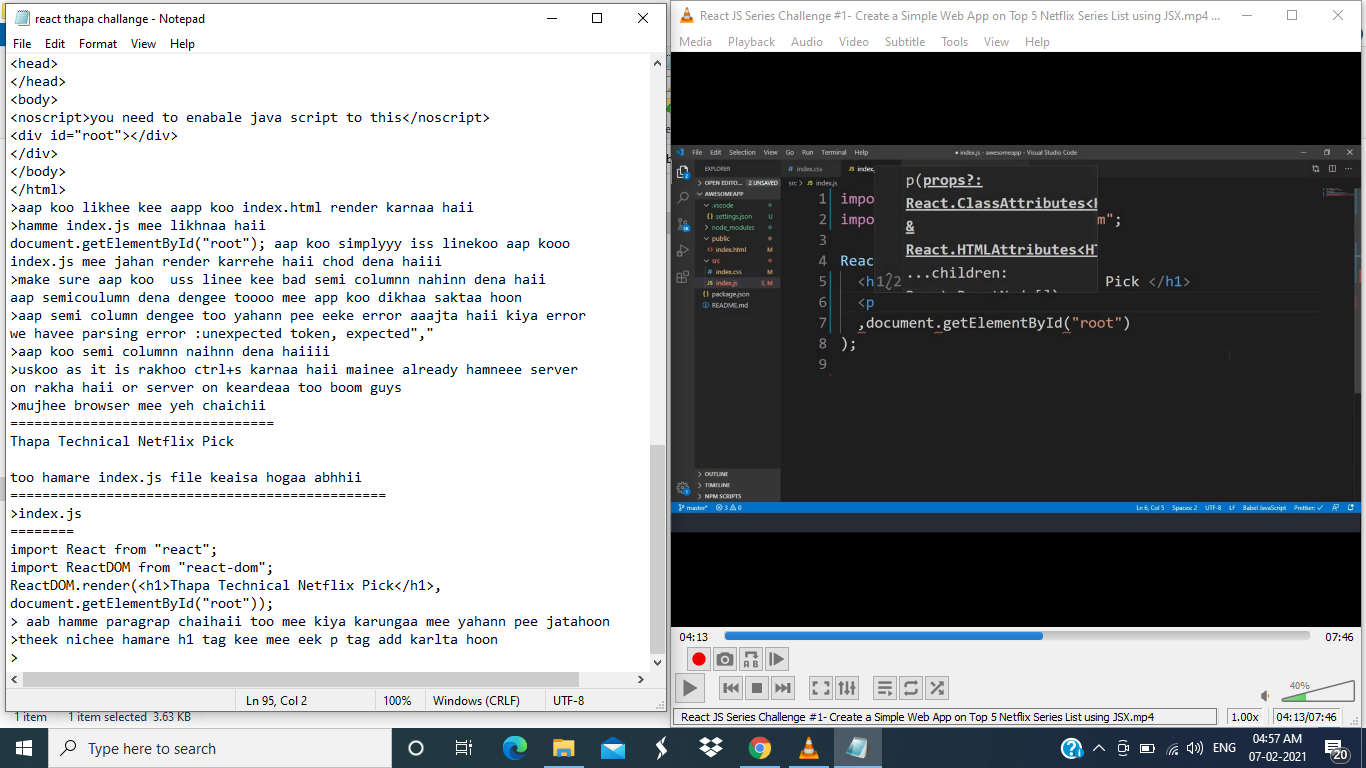 react thapa challange - Notepad
File Edit Format View Help
<head>
</head>
<body>
<noscript>you need to enabale java script to this</noscript>
<div id="root"></div>
</div>
</body>
</html>
>aap koo likhee kee aapp koo index.html render karnaa haii
>hamme index.js mee likhnaa haii
document.getElementById("root"); aap koo simplyyy iss linekoo aap kooo
index.js mee jahan render karrehe haii chod dena haiii
>make sure aap koo  uss linee kee bad semi columnn nahinn dena haii
aap semicoulumn dena dengee toooo mee app koo dikhaa saktaa hoon
>aap semi column dengee too yahann pee eeke error aaajta haii kiya error
we havee parsing error :unexpected token, expected","
>aap koo semi columnn naihnn dena haiiii
>uskoo as it is rakhoo ctrl+s karnaa haii mainee already hamneee server
on rakha haii or server on keardeaa too boom guys
>mujhee browser mee yeh chaichii
=================================
Thapa Technical Netflix Pick
too hamare index.js file keaisa hogaa abhhii
===============================================
>index.js
========
import React from "react";
import ReactDOM from "react-dom";
ReactDOM.render(<h1>Thapa Technical Netflix Pick</h1>,
document.getElementById("root"));
> aab hamme paragrap chaihaii too mee kiya karungaa mee yahann pee jatahoon
>theek nichee hamare h1 tag kee mee eek p tag add karlta hoon
>
Ln 95, Col 2 100% Windows (CRLF) UTF-8
1 item 1 item selected 3.63 KB
React JS Series Challenge #1- Create a Simple Web App on Top 5 Netflix Series List using JSX.mp4 ...
Media Playback Audio Video Subtitle Tools View Help
File Edit Selection View Go Run Terminal Help
● index.js - awesomeapp - Visual Studio Code
EXPLORER
OPEN EDITO... 2 UNSAVED
AWESOMEAPP
.vscode
settings.json U
node_modules
public
index.html M
src
index.css M
index.js 3, M
package.json
README.md
OUTLINE
TIMELINE
NPM SCRIPTS
# index.css JS index.
src > JS index.js
p(props?:
React.ClassAttributes<H
&
React.HTMLAttributes<HT
...children:
1 impo
2 impo m";
3
4 Reac
5 <h1 Pick </h1>
6 <p
7 ,document.getElementById("root")
8 );
9
1/2
master* 3 0
Ln 6, Col 5 Spaces: 2 UTF-8 LF Babel JavaScript Prettier: ✓
04:13 07:46
A B
40%
React JS Series Challenge #1- Create a Simple Web App on Top 5 Netflix Series List using JSX.mp4 1.00x 04:13/07:46
Type here to search
ENG
04:57 AM
07-02-2021
20